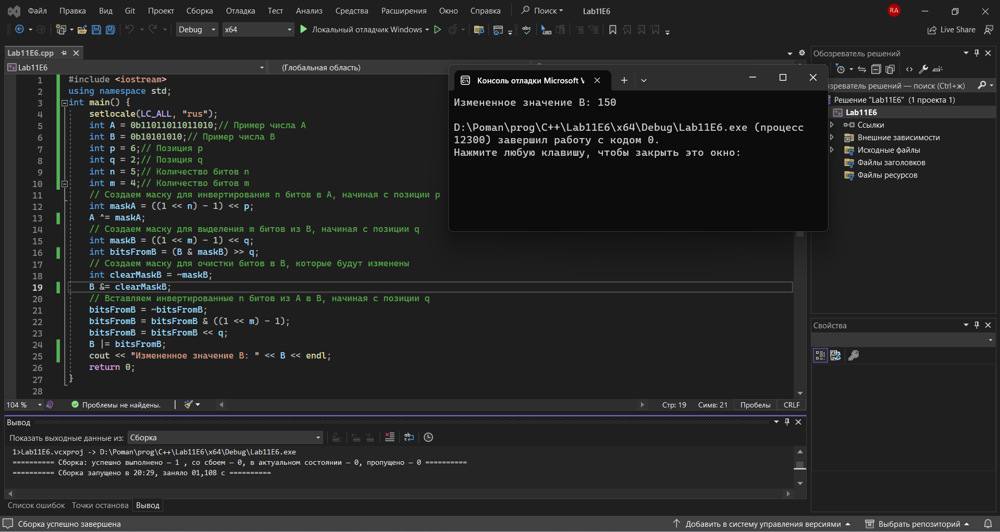 Файл Правка Вид Git Проект Сборка Отладка Тест Анализ Средства Расширения Окно Справка Поиск Lab11E6 RA
Debug x64 Локальный отладчик Windows Live Share
Lab11E6.cpp
Lab11E6 (Глобальная область)
1 #include <iostream>
2 using namespace std;
3 int main() {
4 setlocale(LC_ALL, "rus");
5 int A = 0b11011011011010;// Пример числа A
6 int B = 0b10101010;// Пример числа B
7 int p = 6;// Позиция p
8 int q = 2;// Позиция q
9 int n = 5;// Количество битов n
10 int m = 4;// Количество битов m
11 // Создаем маску для инвертирования n битов в A, начиная с позиции p
12 int maskA = ((1 << n) - 1) << p;
13 A ^= maskA;
14 // Создаем маску для выделения m битов из B, начиная с позиции q
15 int maskB = ((1 << m) - 1) << q;
16 int bitsFromB = (B & maskB) >> q;
17 // Создаем маску для очистки битов в B, которые будут изменены
18 int clearMaskB = ~maskB;
19 B &= clearMaskB;
20 // Вставляем инвертированные n битов из A в B, начиная с позиции q
21 bitsFromB = ~bitsFromB;
22 bitsFromB = bitsFromB & ((1 << m) - 1);
23 bitsFromB = bitsFromB << q;
24 B |= bitsFromB;
25 cout << "Измененное значение B: " << B << endl;
26 return 0;
27 }
28
Консоль отладки Microsoft V
Измененное значение B: 150
D:\Poman\prog\C++\Lab11E6\x64\Debug\Lab11E6.exe (процесс
12300) завершил работу с кодом 0.
Нажмите любую клавишу, чтобы закрыть это окно:
Обозреватель решений
озреватель решений — поиск (Ctrl+ж)
Решение "Lab11E6" (1 проекта 1)
Lab11E6
Ссылки
Внешние зависимости
Исходные файлы
Файлы заголовков
Файлы ресурсов
Свойства
104 % Проблемы не найдены. Стр: 19 Симв: 21 Пробелы CRLF
Вывод
Показать выходные данные из: Сборка
1>Lab11E6.vcxproj -> D:\Poman\prog\C++\Lab11E6\x64\Debug\Lab11E6.exe
========== Сборка: успешно выполнено — 1 , со сбоем — 0, в актуальном состоянии — 0, пропущено — 0 ==========
========== Сборка запущено в 20:29, заняло 01,108 с ==========
Список ошибок Точки останова Вывод
Сборка успешно завершена Добавить в систему управления версиями Выбрать репозиторий